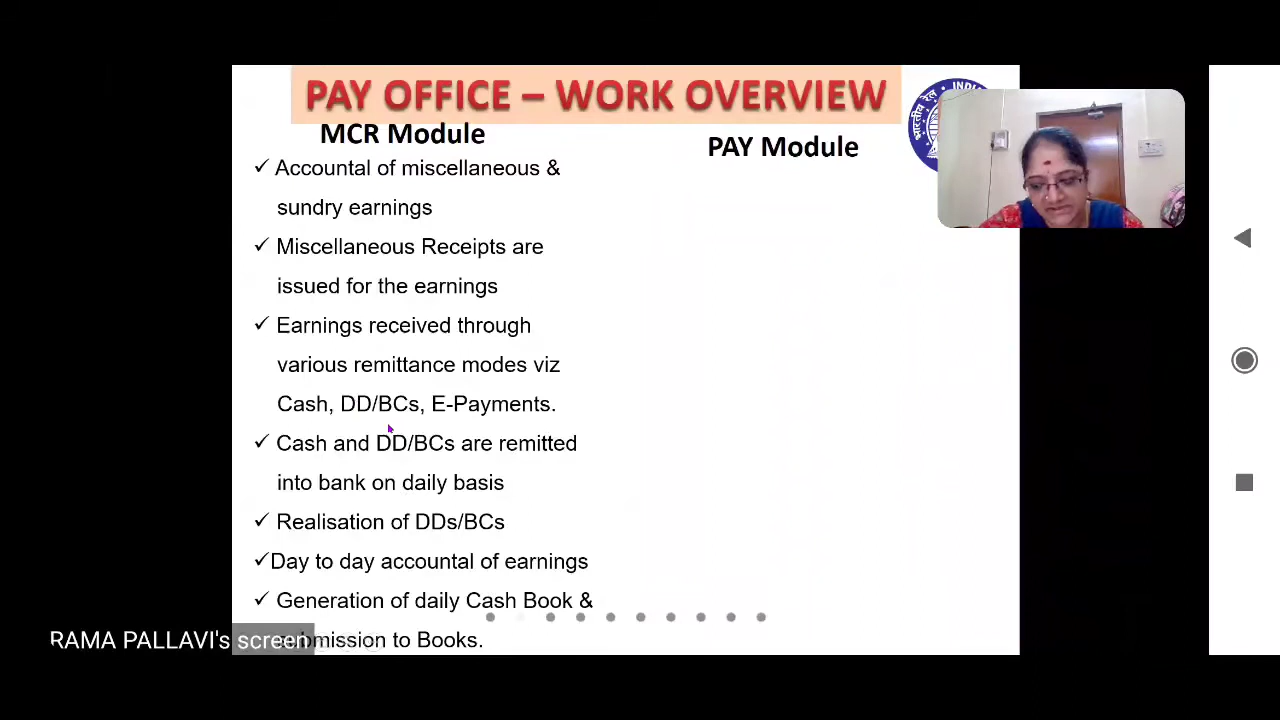 PAY OFFICE – WORK OVERVIEW
MCR Module
✓ Accountal of miscellaneous &
sundry earnings
✓ Miscellaneous Receipts are
issued for the earnings
✓ Earnings received through
various remittance modes viz
Cash, DD/BCs, E-Payments.
✓ Cash and DD/BCs are remitted
into bank on daily basis
✓ Realisation of DDs/BCs
✓Day to day accountal of earnings
✓ Generation of daily Cash Book &
submission to Books.
PAY Module
भारतीय रेल
INDI
RAMA PALLAVI's screen